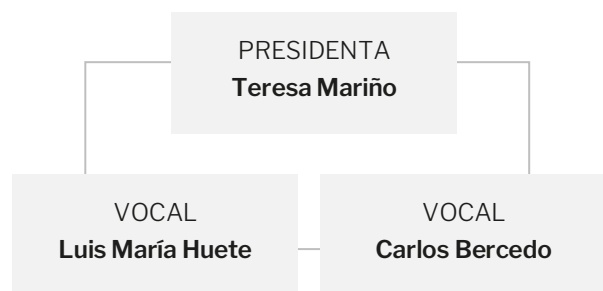 PRESIDENTA
Teresa Mariño
VOCAL
Luis María Huete
VOCAL
Carlos Bercedo